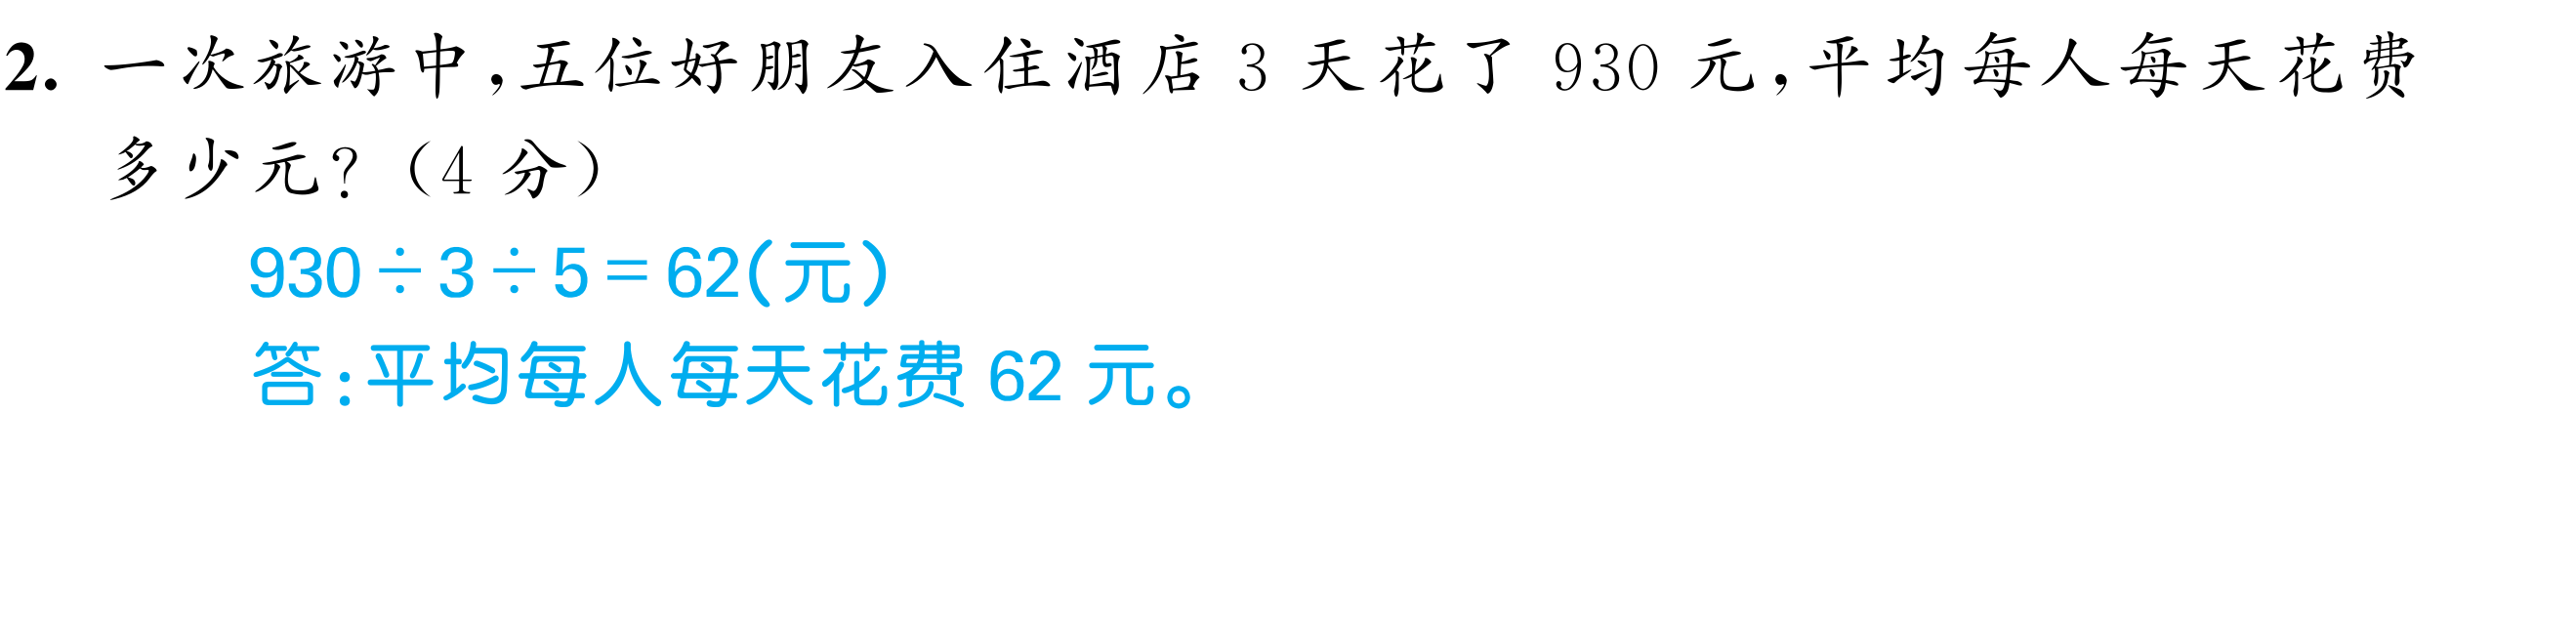 2. 一次旅游中,五位好朋友入住酒店 3 天花了 930 元,平均每人每天花费
多少元?(4 分)
930÷3÷5=62(元)
答:平均每人每天花费 62 元。